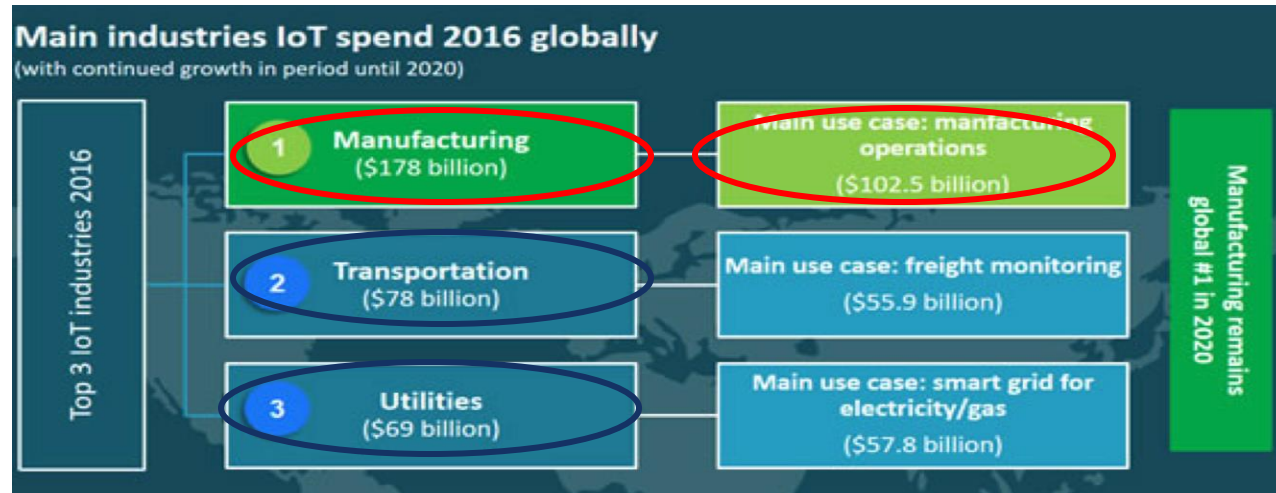 Main industries IoT spend 2016 globally
(with continued growth in period until 2020)
Top 3 IoT industries 2016
1
Manufacturing
($178 billion)
Main use case: manfacturing
operations
($102.5 billion)
2
Transportation
($78 billion)
Main use case: freight monitoring
($55.9 billion)
3
Utilities
($69 billion)
Main use case: smart grid for
electricity/gas
($57.8 billion)
Manufacturing remains
global #1 in 2020